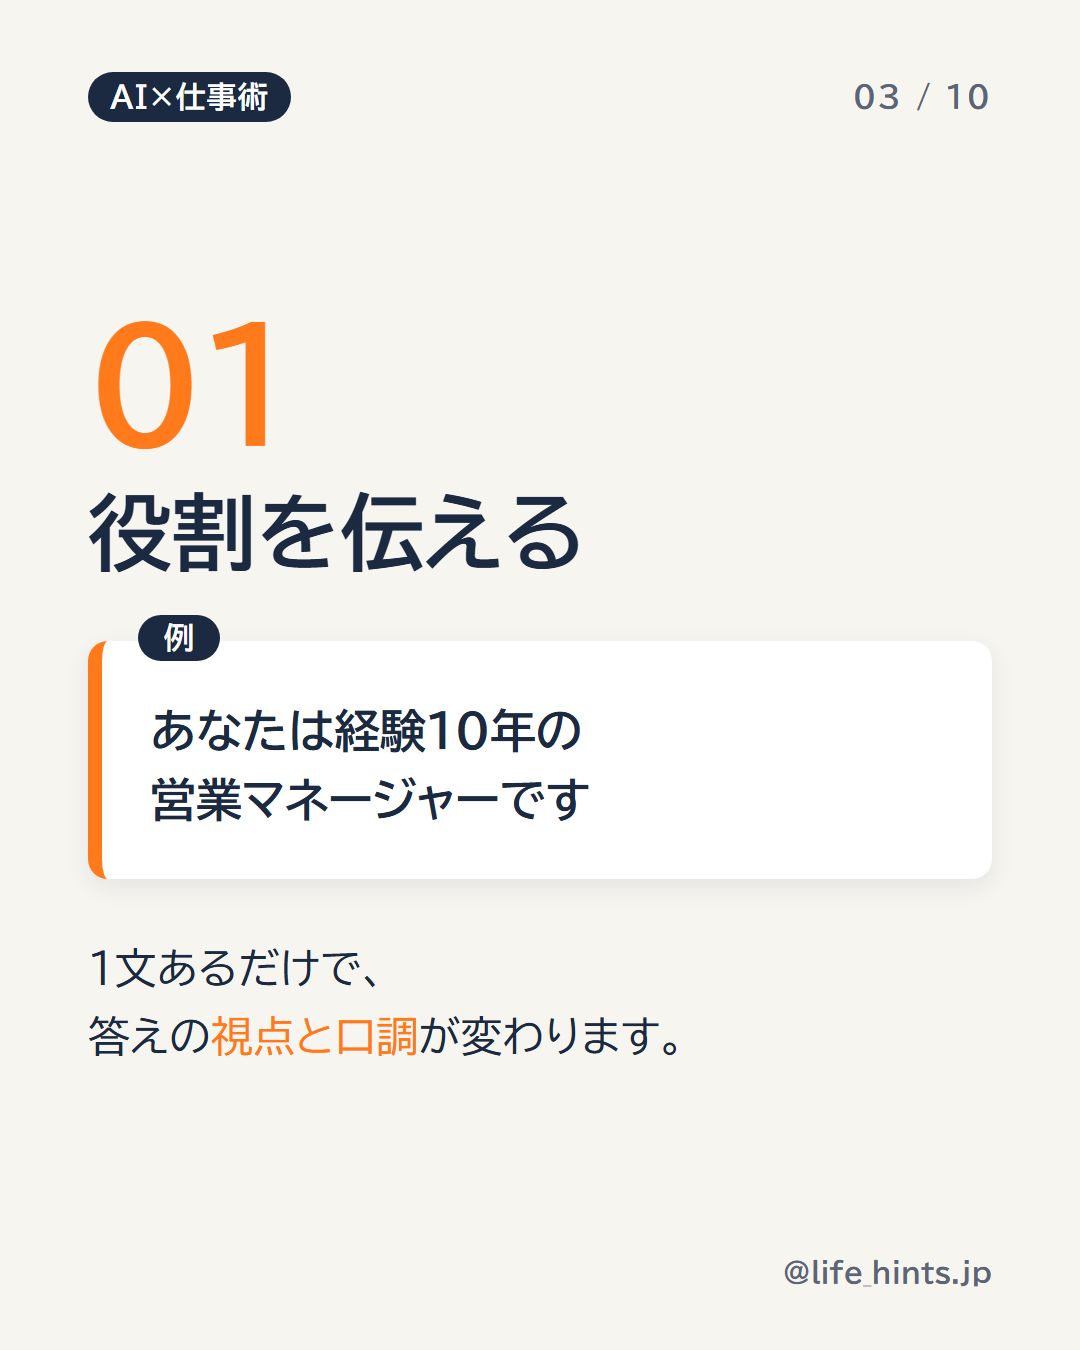 AI×仕事術
03 / 10
01
役割を伝える
例
あなたは経験10年の
営業マネージャーです
1文あるだけで、
答えの視点と口調が変わります。
@life_hints.jp